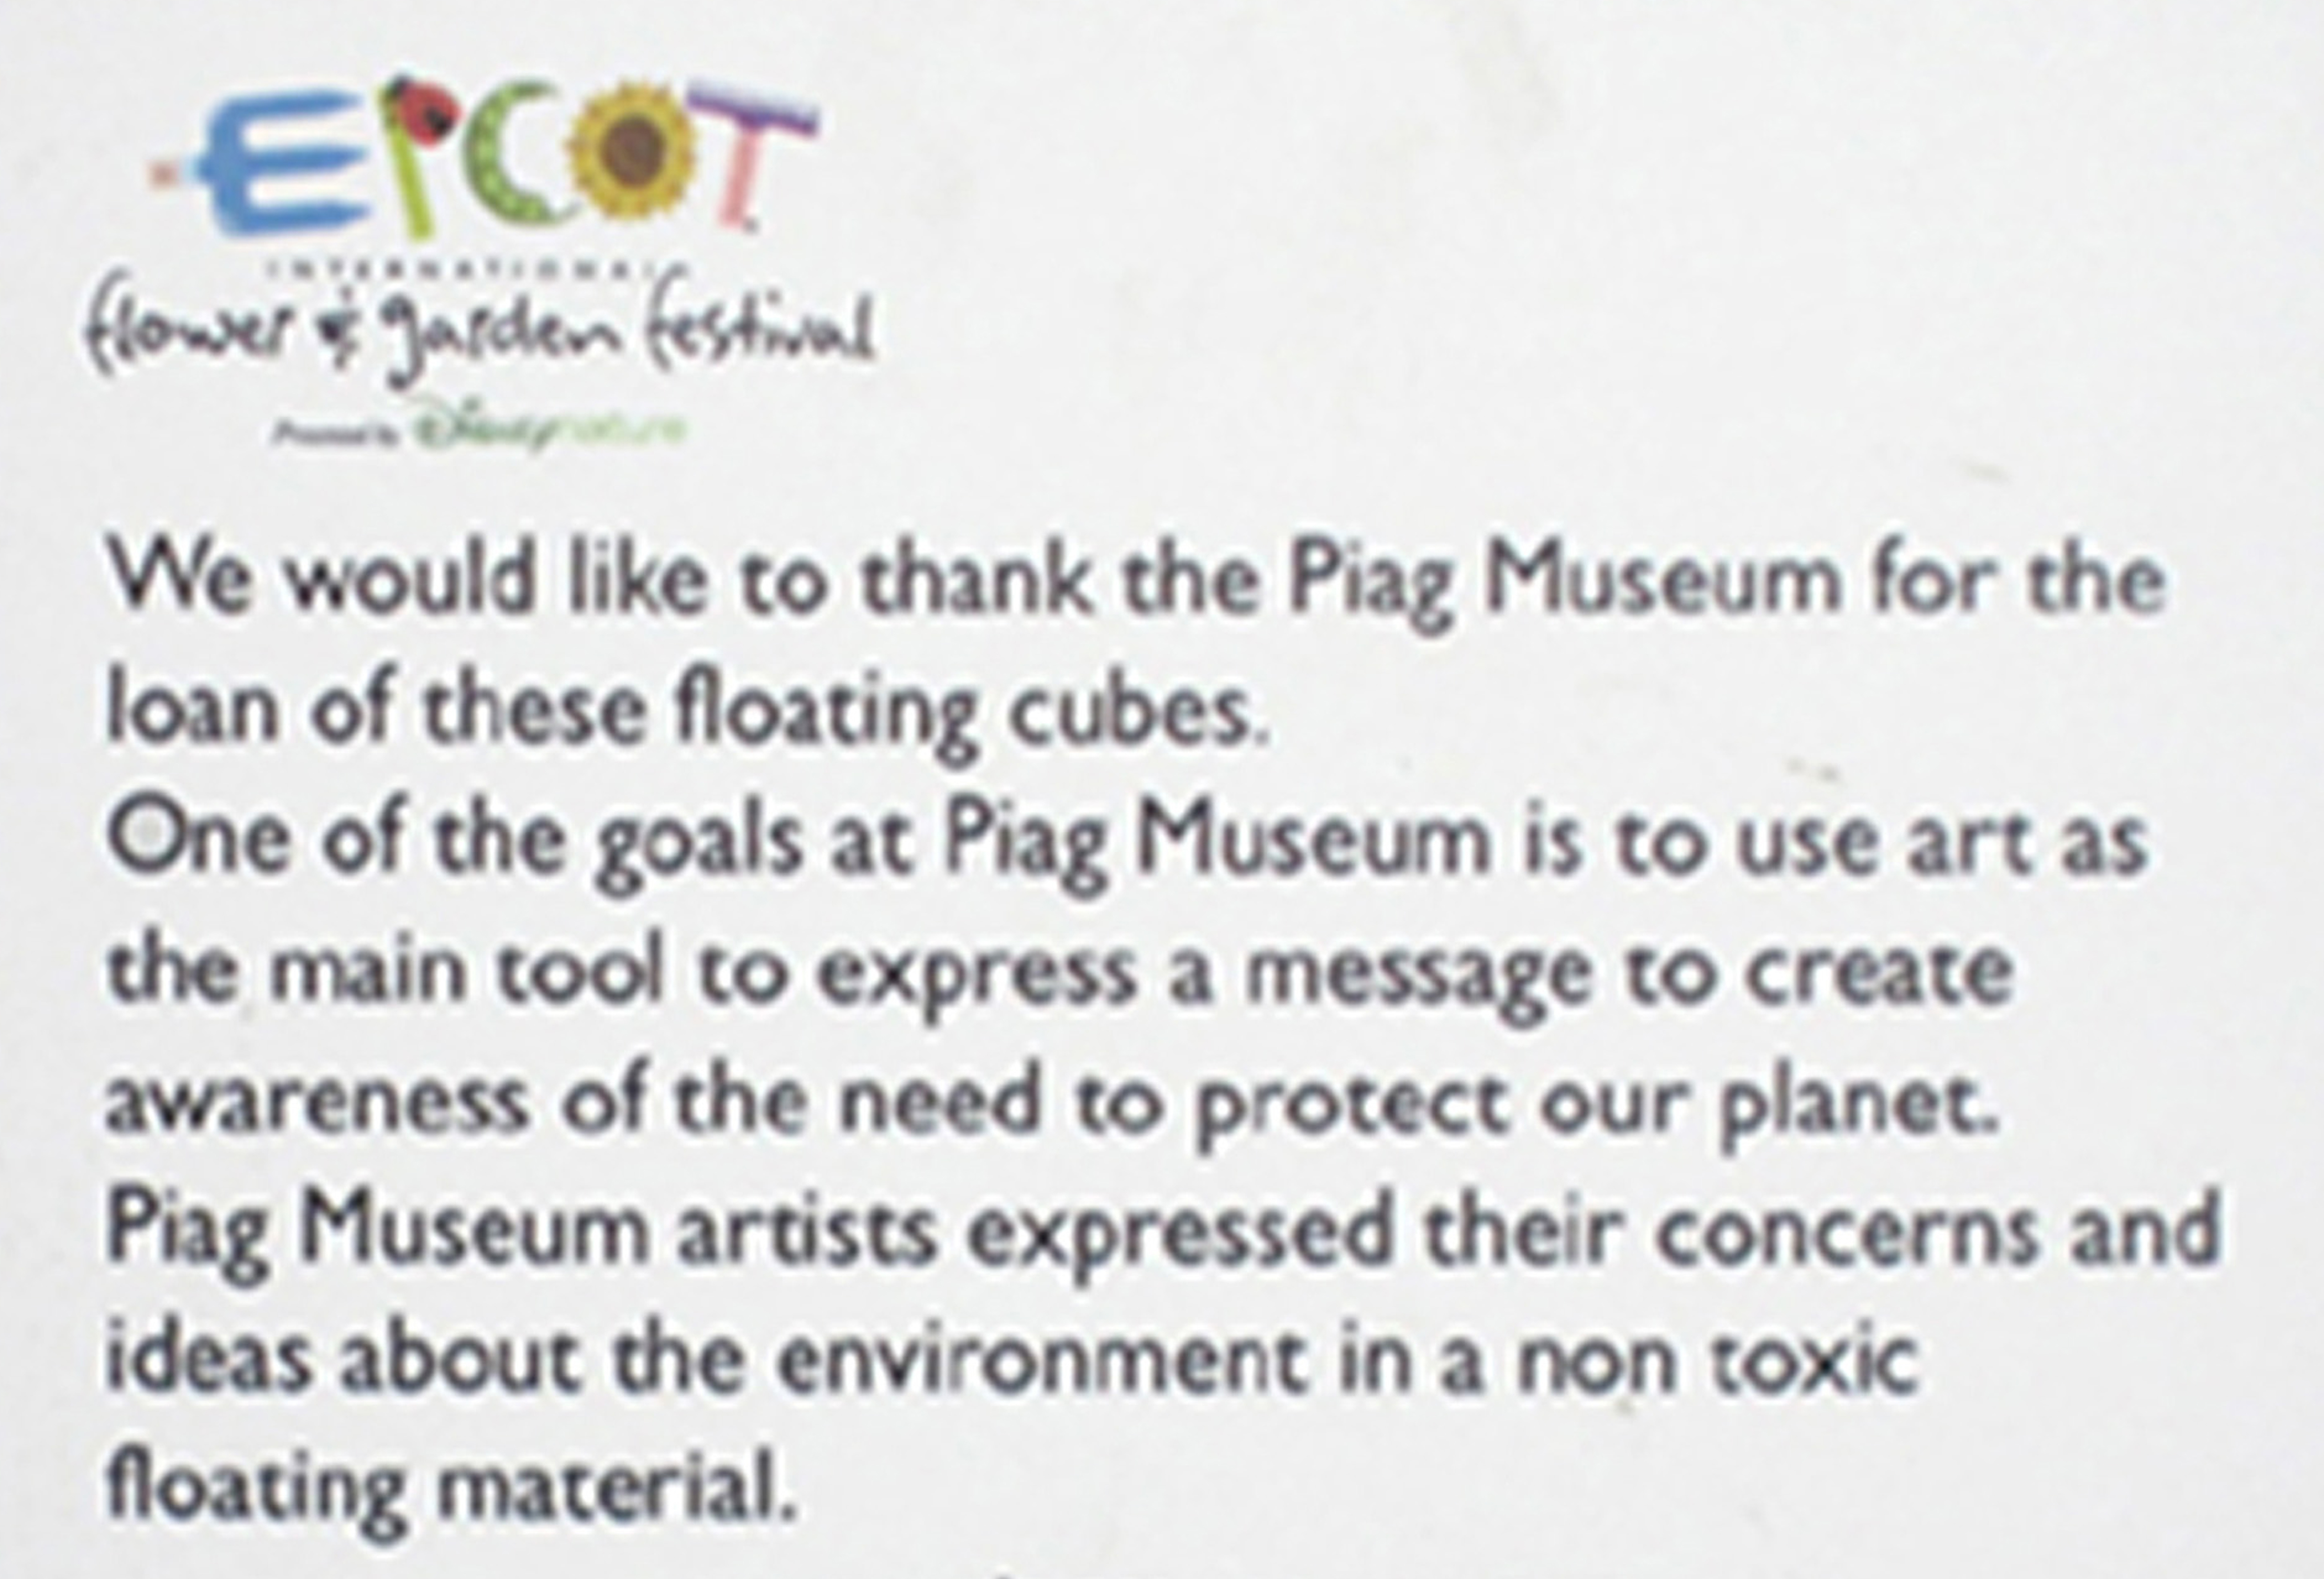 EPCOT
INTERNATIONAL
flower & garden festival
Presented by Disneynature
We would like to thank the Piag Museum for the
loan of these floating cubes.
One of the goals at Piag Museum is to use art as
the main tool to express a message to create
awareness of the need to protect our planet.
Piag Museum artists expressed their concerns and
ideas about the environment in a non toxic
floating material.